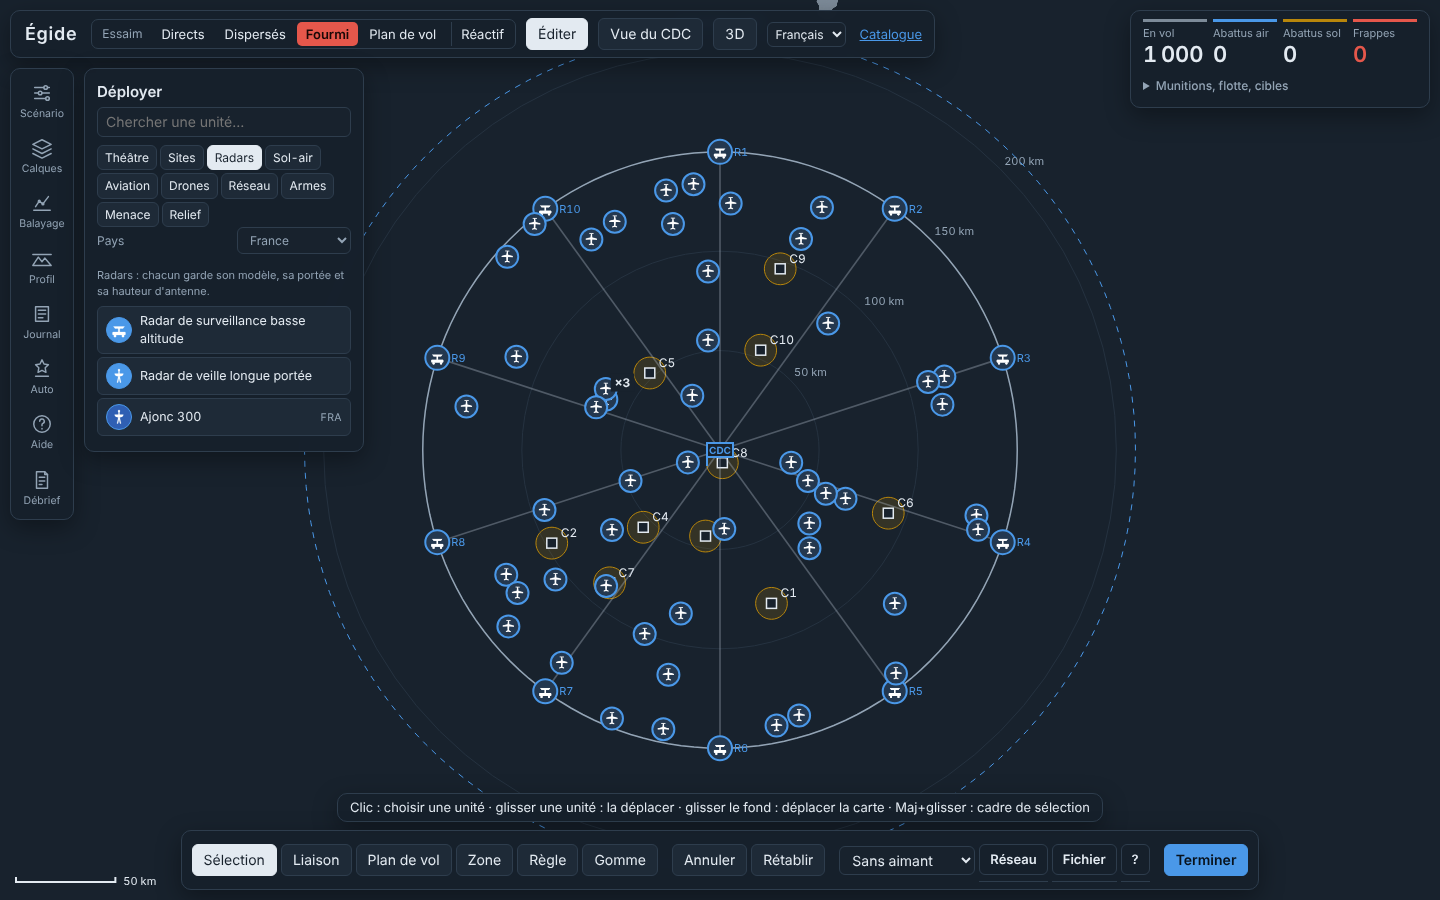 Égide
Essaim Directs Dispersés Fourmi Plan de vol Réactif
Éditer Vue du CDC 3D Français Catalogue
En vol Abattus air Abattus sol Frappes
1 000 0 0 0
Munitions, flotte, cibles
Scénario
Calques
Balayage
Profil
Journal
Auto
Aide
Débrief
Déployer
Chercher une unité...
Théâtre Sites Radars Sol-air
Aviation Drones Réseau Armes
Menace Relief
Pays France
Radars : chacun garde son modèle, sa portée et
sa hauteur d'antenne.
Radar de surveillance basse
altitude
Radar de veille longue portée
Ajonc 300 FRA
R1
200 km
R10
R2
150 km
C9
100 km
C10
R9
R3
C5
50 km
×3
CDC
C8
C6
C4
C2
R8
R4
C7
C1
R7
R5
R6
Clic : choisir une unité · glisser une unité : la déplacer · glisser le fond : déplacer la carte · Maj+glisser : cadre de sélection
Sélection Liaison Plan de vol Zone Règle Gomme Annuler Rétablir Sans aimant Réseau Fichier ? Terminer
50 km